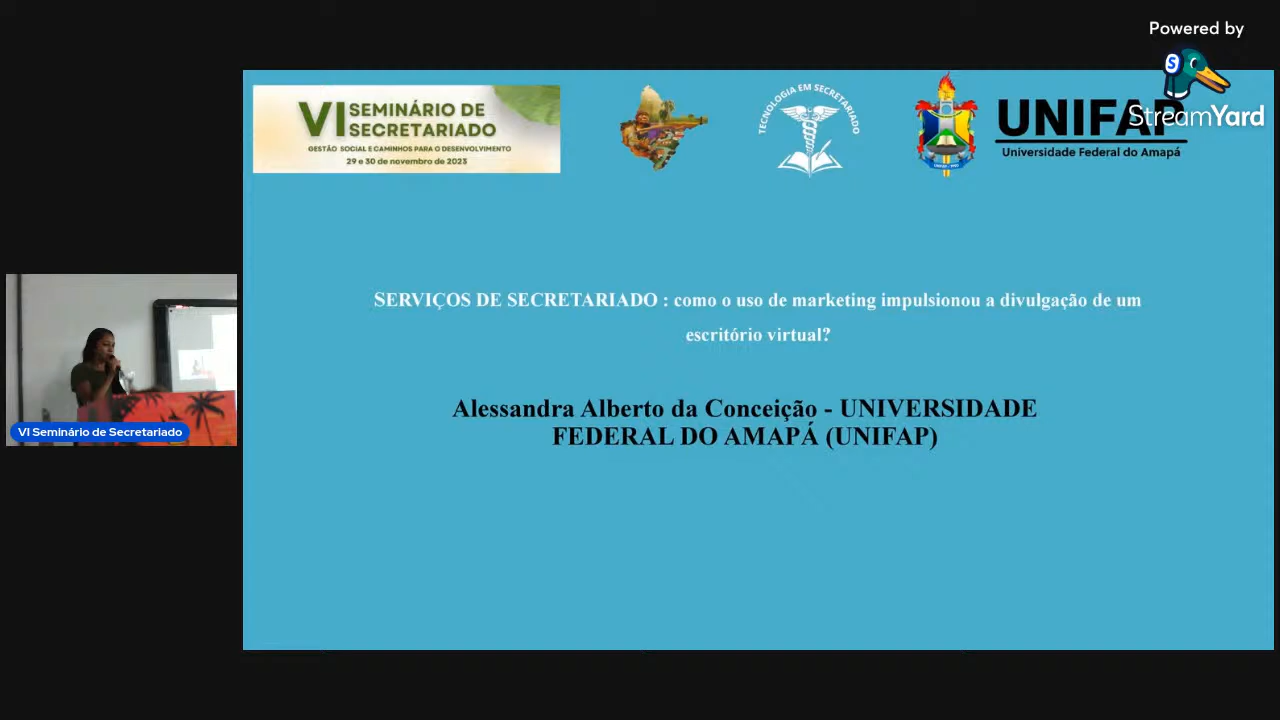 Powered by
StreamYard
VI SEMINÁRIO DE
SECRETARIADO
GESTÃO SOCIAL E CAMINHOS PARA O DESENVOLVIMENTO
29 e 30 de novembro de 2023
TECNOLOGIA EM SECRETARIADO
UNIFAP
Universidade Federal do Amapá
SERVIÇOS DE SECRETARIADO : como o uso de marketing impulsionou a divulgação de um
escritório virtual?
Alessandra Alberto da Conceição - UNIVERSIDADE
FEDERAL DO AMAPÁ (UNIFAP)
VI Seminário de Secretariado